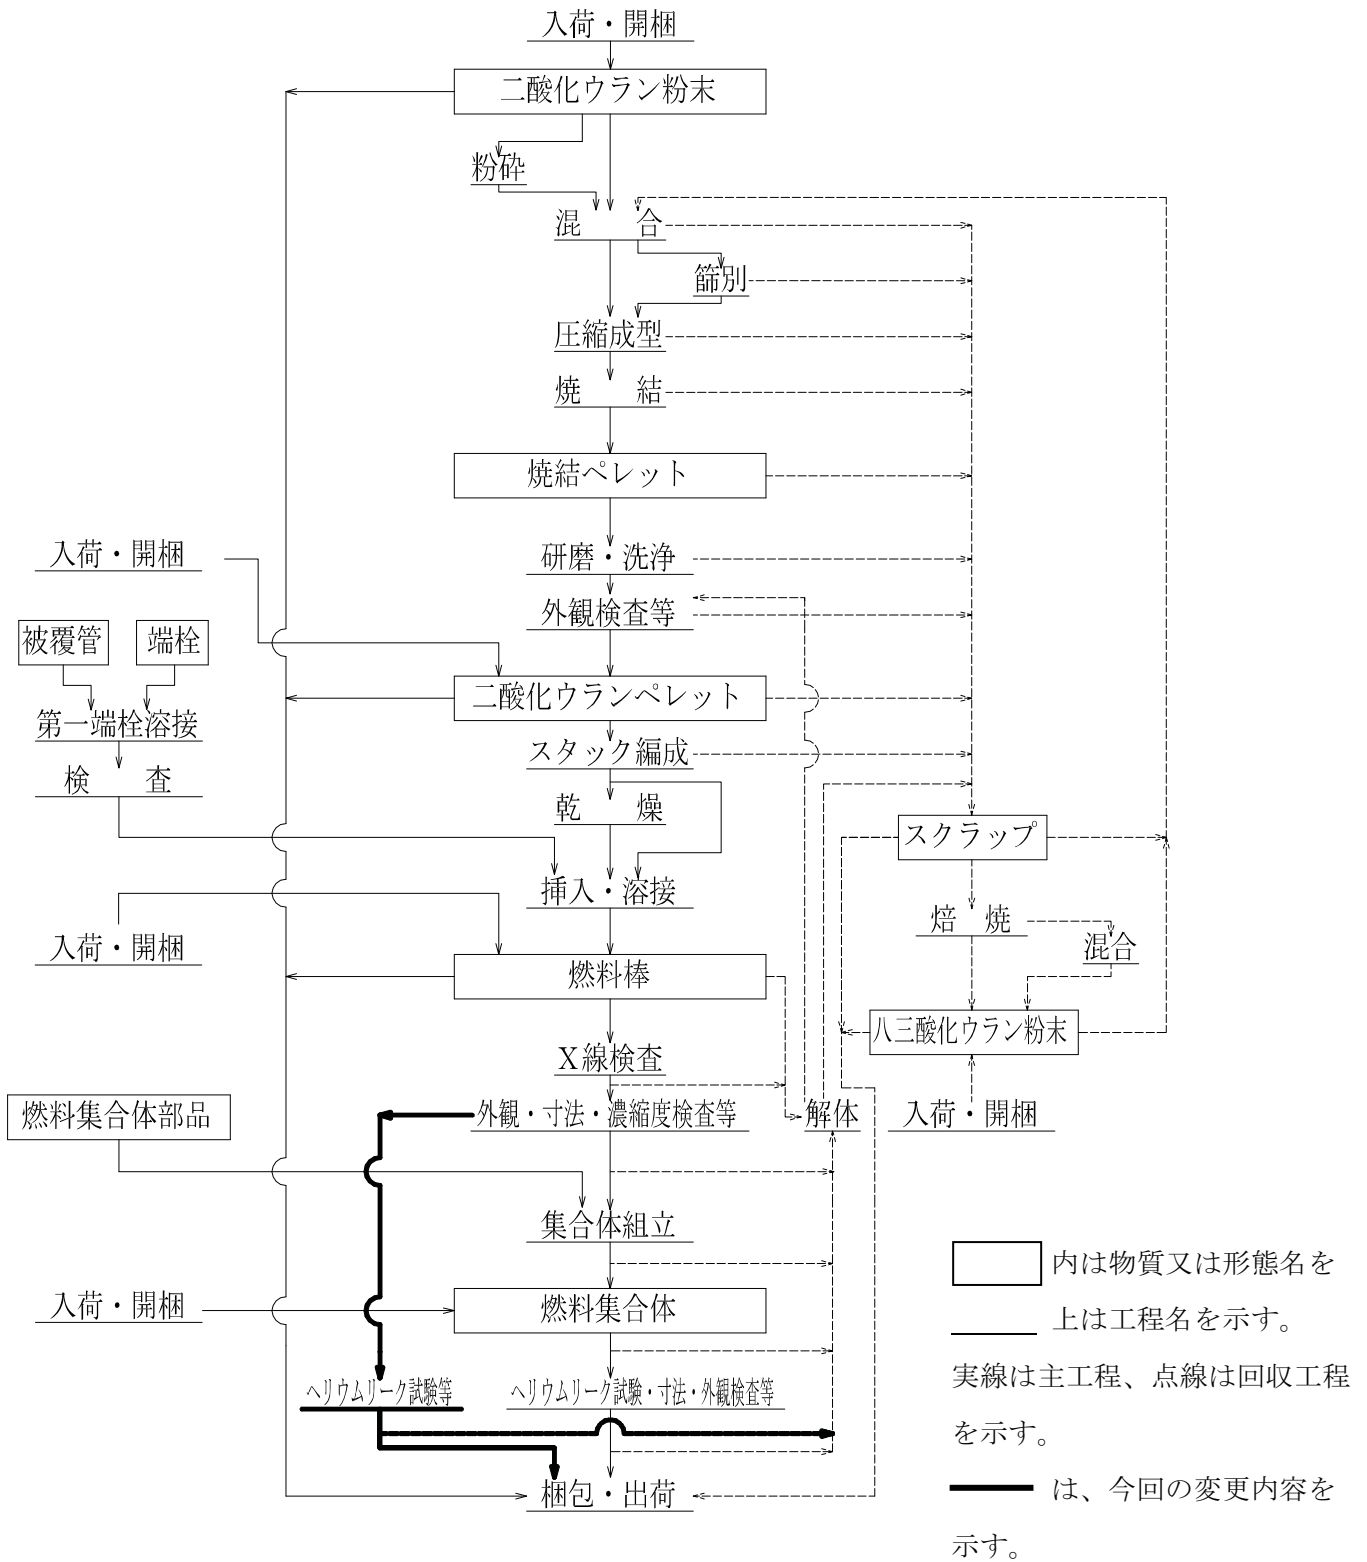 入荷・開梱
二酸化ウラン粉末
粉砕
混　合
篩別
圧縮成型
焼　結
焼結ペレット
入荷・開梱
研磨・洗浄
外観検査等
被覆管
端栓
二酸化ウランペレット
第一端栓溶接
スタック編成
検　査
乾　燥
スクラップ
挿入・溶接
焙　焼
入荷・開梱
混合
燃料棒
八三酸化ウラン粉末
X線検査
燃料集合体部品
外観・寸法・濃縮度検査等
解体
入荷・開梱
集合体組立
入荷・開梱
燃料集合体
ヘリウムリーク試験等
ヘリウムリーク試験・寸法・外観検査等
梱包・出荷
内は物質又は形態名を
上は工程名を示す。
実線は主工程、点線は回収工程
を示す。
は、今回の変更内容を
示す。